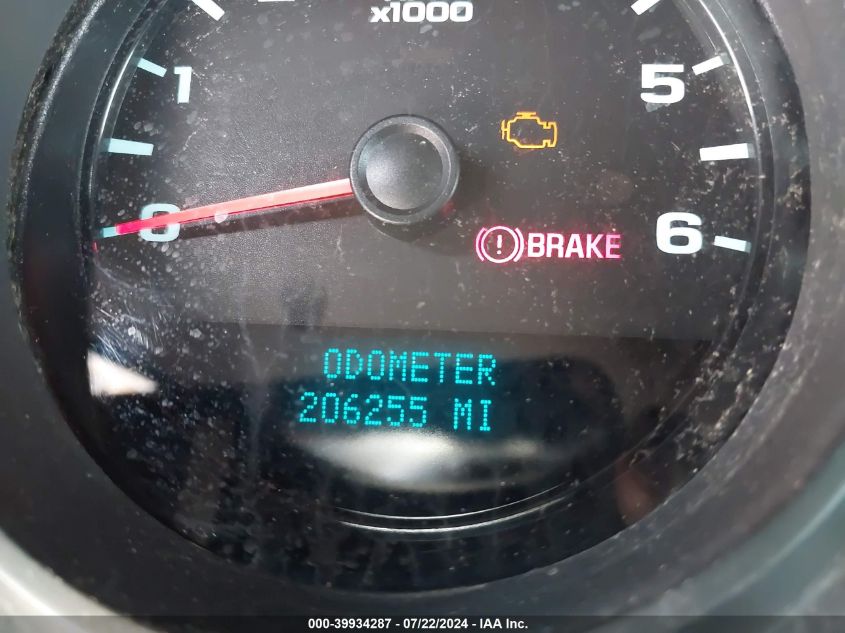 x1000
1
5
0
BRAKE
6
ODOMETER
206255 MI
000-39934287 - 07/22/2024 - IAA Inc.